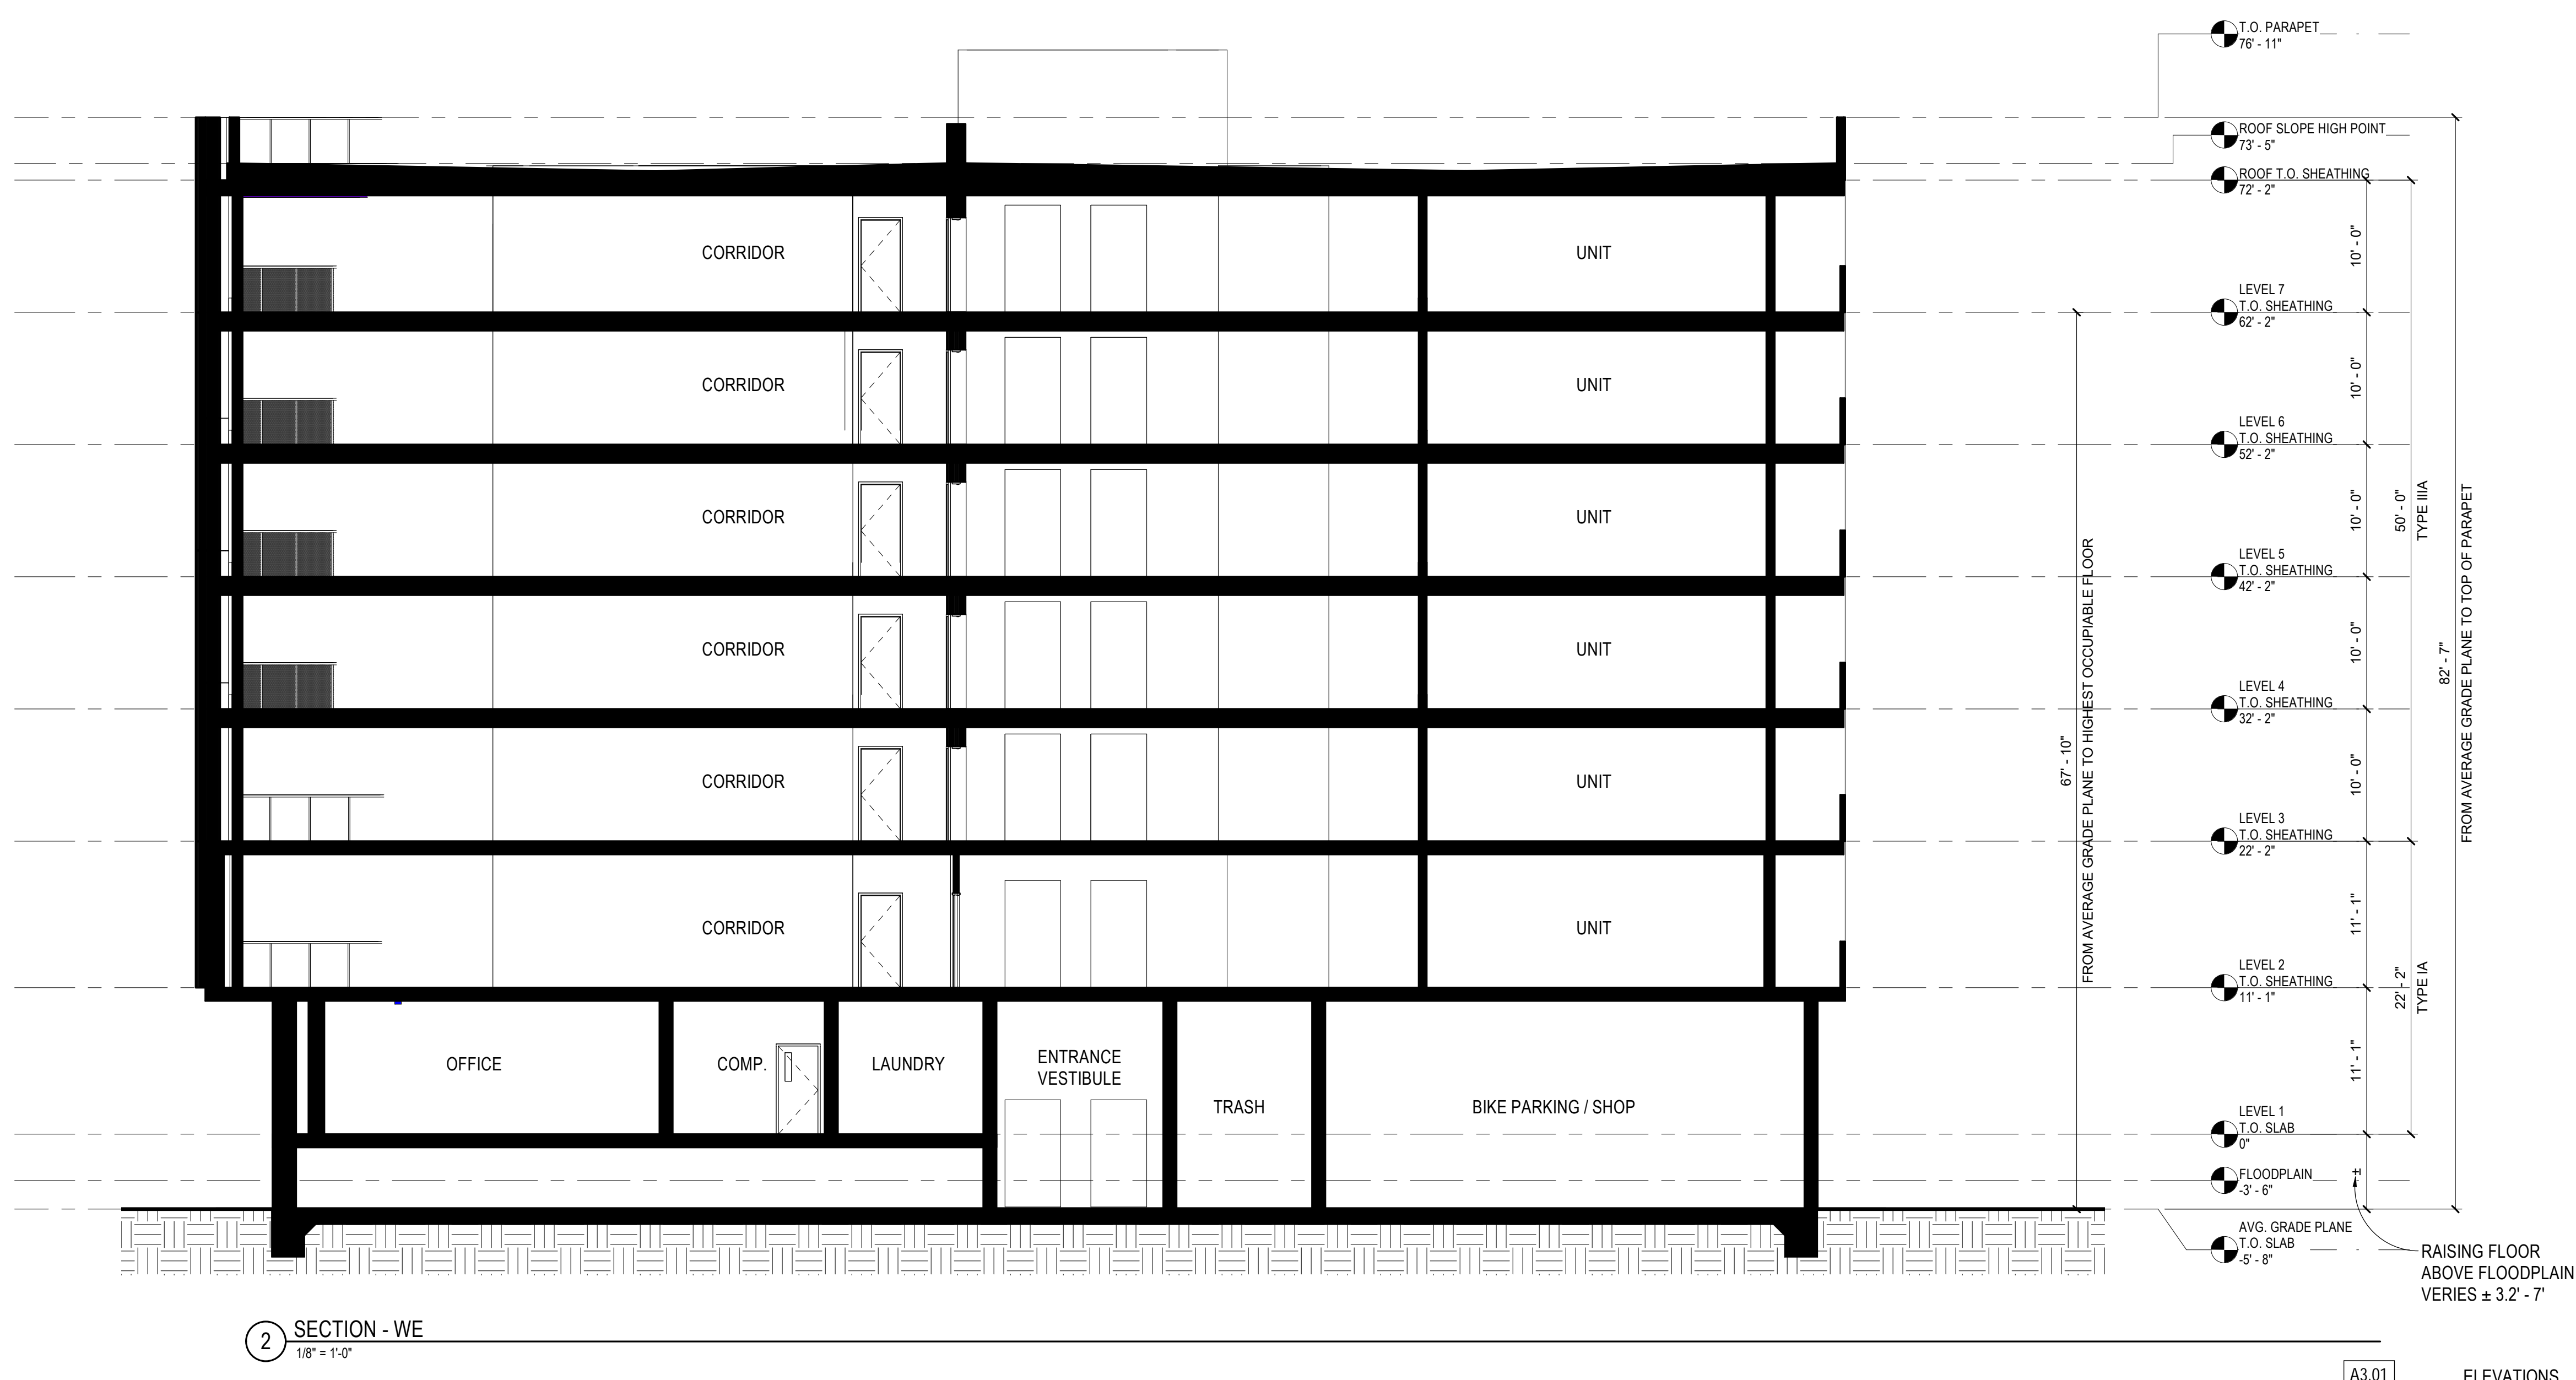 T.O. PARAPET
76' - 11"
ROOF SLOPE HIGH POINT
73' - 5"
ROOF T.O. SHEATHING
72' - 2"
10' - 0"
CORRIDOR
UNIT
LEVEL 7
T.O. SHEATHING
62' - 2"
10' - 0"
CORRIDOR
UNIT
LEVEL 6
T.O. SHEATHING
52' - 2"
10' - 0"
50' - 0"
TYPE IIIA
CORRIDOR
UNIT
LEVEL 5
T.O. SHEATHING
42' - 2"
10' - 0"
CORRIDOR
UNIT
82' - 7"
FROM AVERAGE GRADE PLANE TO TOP OF PARAPET
LEVEL 4
T.O. SHEATHING
32' - 2"
67' - 10"
FROM AVERAGE GRADE PLANE TO HIGHEST OCCUPIABLE FLOOR
10' - 0"
CORRIDOR
UNIT
LEVEL 3
T.O. SHEATHING
22' - 2"
11' - 1"
CORRIDOR
UNIT
LEVEL 2
T.O. SHEATHING
11' - 1"
22' - 2"
TYPE IA
11' - 1"
OFFICE
COMP.
LAUNDRY
ENTRANCE
VESTIBULE
TRASH
BIKE PARKING / SHOP
LEVEL 1
T.O. SLAB
0"
FLOODPLAIN
-3' - 6"
±
AVG. GRADE PLANE
T.O. SLAB
-5' - 8"
RAISING FLOOR
ABOVE FLOODPLAIN
VERIES ± 3.2' - 7'
2
SECTION - WE
1/8" = 1'-0"
A3.01
ELEVATIONS